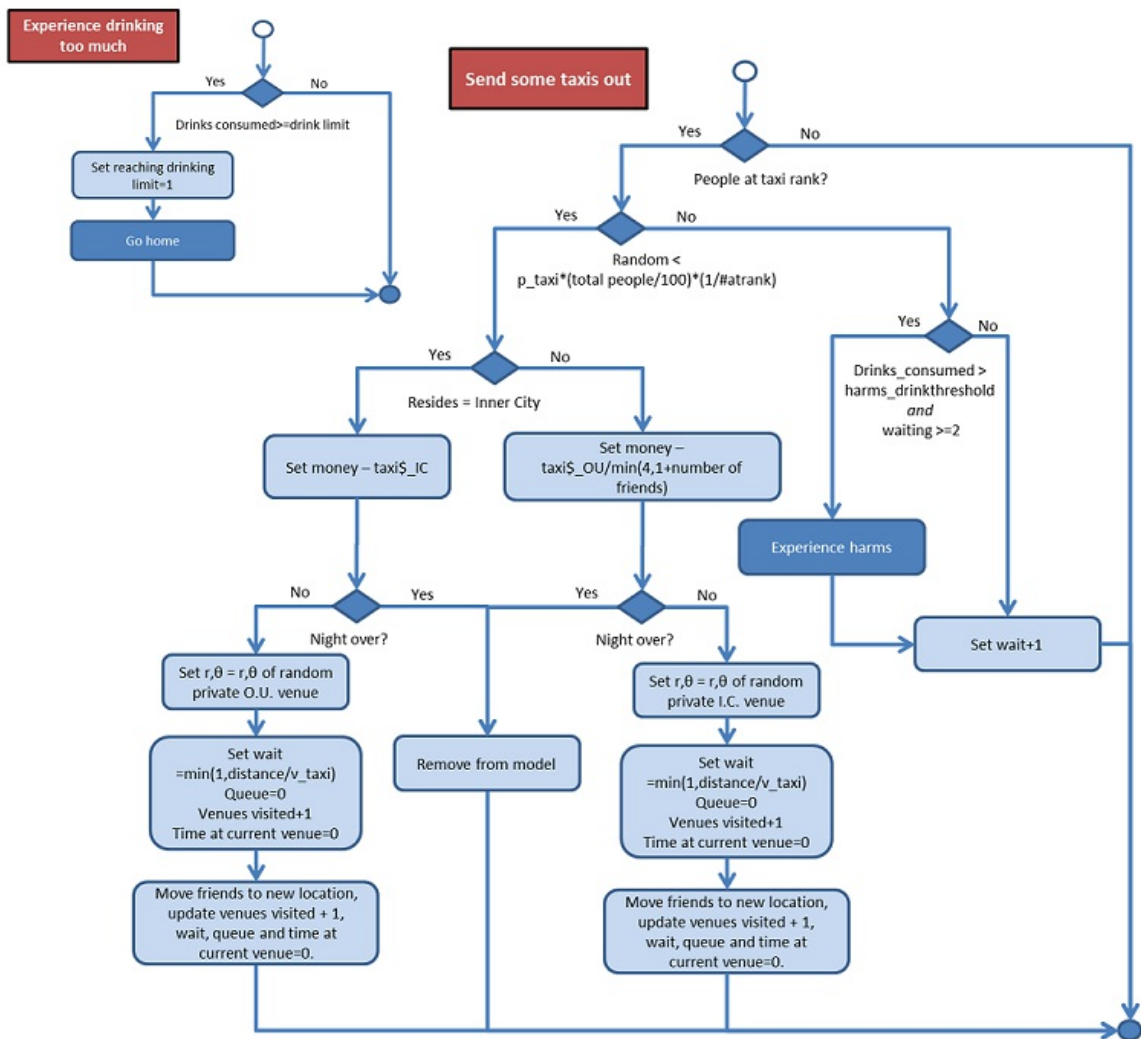 Experience drinking
too much
Yes
No
Drinks consumed>=drink limit
Set reaching drinking
limit=1
Go home
Send some taxis out
Yes
No
People at taxi rank?
Yes
No
Random <
p_taxi*(total people/100)*(1/#atrank)
Yes
No
Resides = Inner City
Yes
No
Drinks_consumed >
harms_drinkthreshold
and
waiting >=2
Set money – taxi$_IC
Set money –
taxi$_OU/min(4,1+number of
friends)
Experience harms
Set wait+1
No
Yes
Night over?
Yes
No
Night over?
Set r,θ = r,θ of random
private O.U. venue
Set r,θ = r,θ of random
private I.C. venue
Set wait
=min(1,distance/v_taxi)
Queue=0
Venues visited+1
Time at current venue=0
Remove from model
Set wait
=min(1,distance/v_taxi)
Queue=0
Venues visited+1
Time at current venue=0
Move friends to new location,
update venues visited + 1,
wait, queue and time at
current venue=0.
Move friends to new location,
update venues visited + 1,
wait, queue and time at
current venue=0.